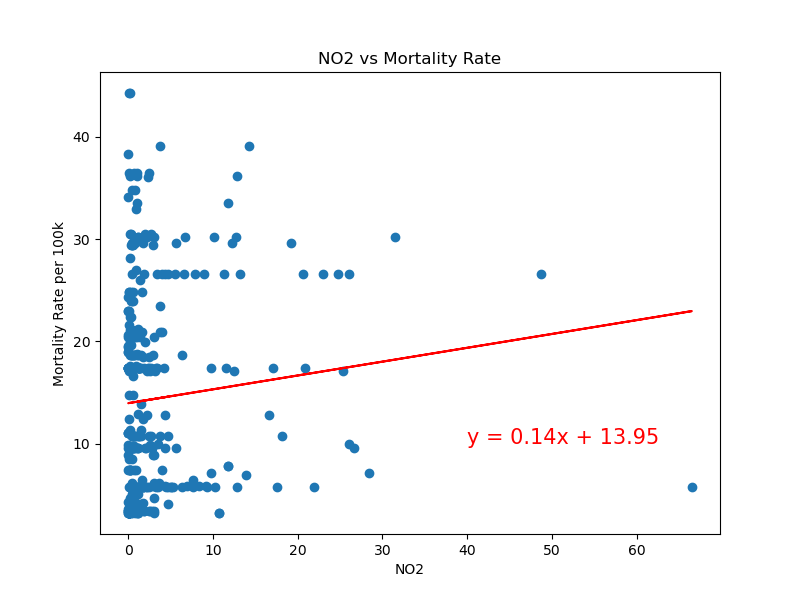 NO2 vs Mortality Rate
40
30
20
10
Mortality Rate per 100k
y = 0.14x + 13.95
0 10 20 30 40 50 60
NO2